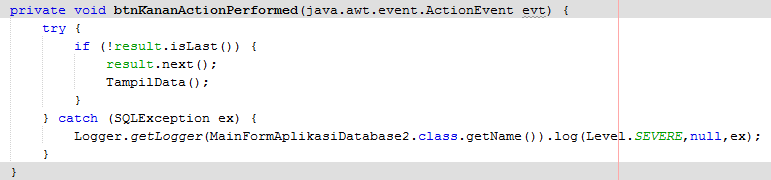 private void btnKananActionPerformed(java.awt.event.ActionEvent evt) {
    try {
        if (!result.isLast()) {
            result.next();
            TampilData();
        }
    } catch (SQLException ex) {
        Logger.getLogger(MainFormAplikasiDatabase2.class.getName()).log(Level.SEVERE,null,ex);
    }
}